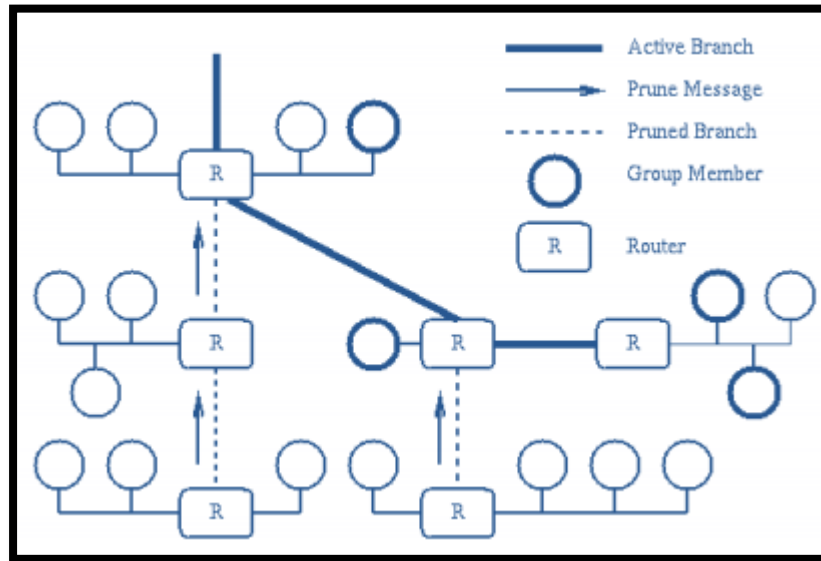 Active Branch
Prune Message
Pruned Branch
R
Group Member
R
Router
R
R
R
R
R